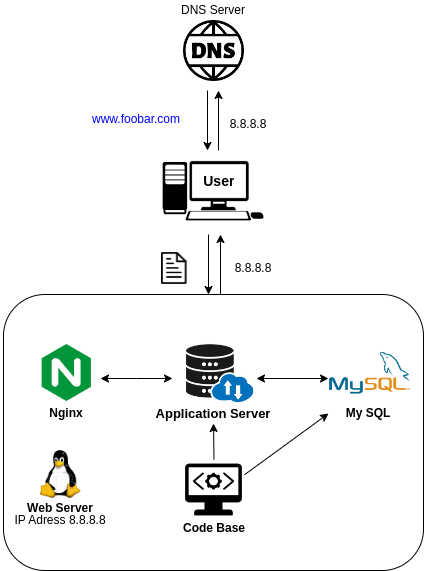 DNS Server
DNS
www.foobar.com
8.8.8.8
User
8.8.8.8
N
MySQL
Nginx
Application Server
My SQL
Web Server
IP Adress 8.8.8.8
Code Base